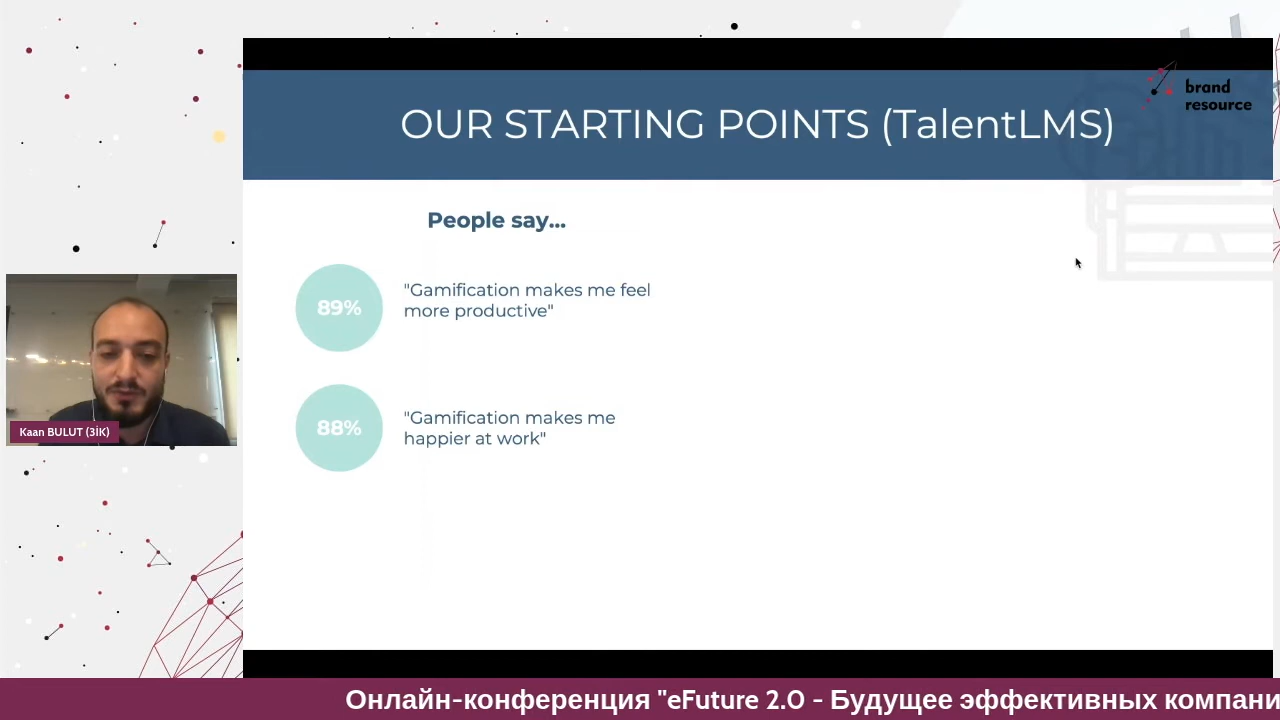 brand
resource
OUR STARTING POINTS (TalentLMS)
People say...
89%
"Gamification makes me feel
more productive"
88%
"Gamification makes me
happier at work"
Kaan BULUT (3İK)
Онлайн-конференция "eFuture 2.0 - Будущее эффективных компани